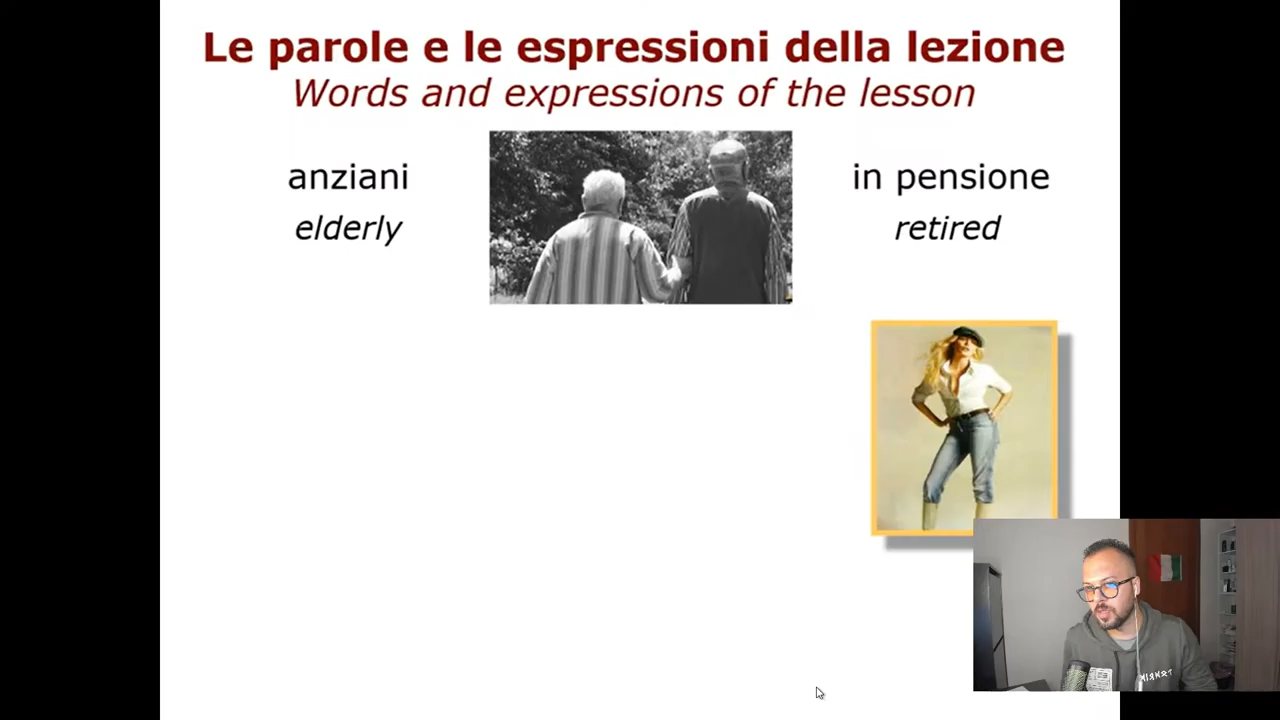 Le parole e le espressioni della lezione
Words and expressions of the lesson
anziani
elderly
in pensione
retired